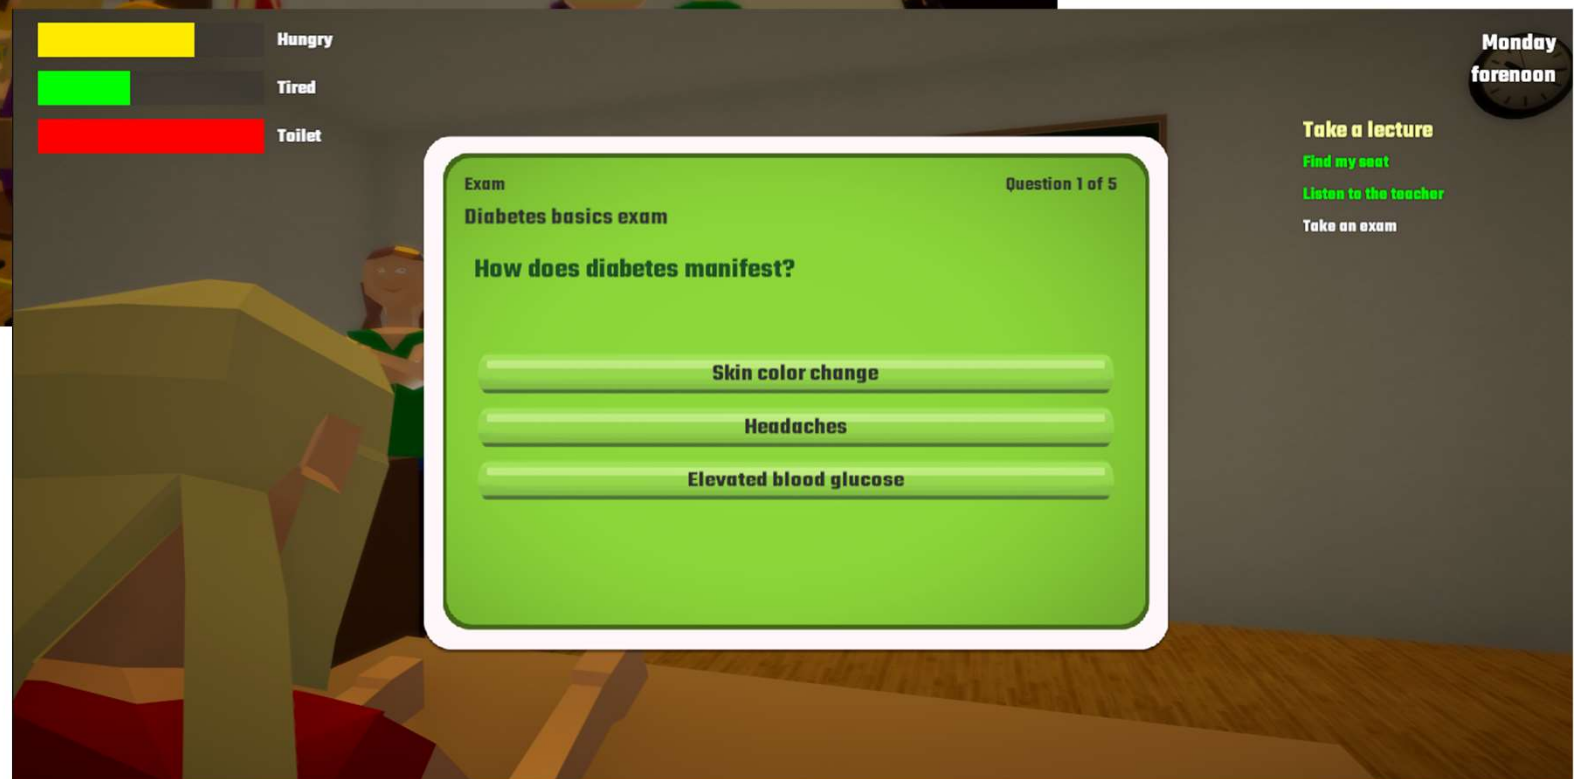 Hungry
Tired
Toilet
Monday
forenoon
Take a lecture
Find my seat
Listen to the teacher
Take an exam
Exam
Question 1 of 5
Diabetes basics exam
How does diabetes manifest?
Skin color change
Headaches
Elevated blood glucose